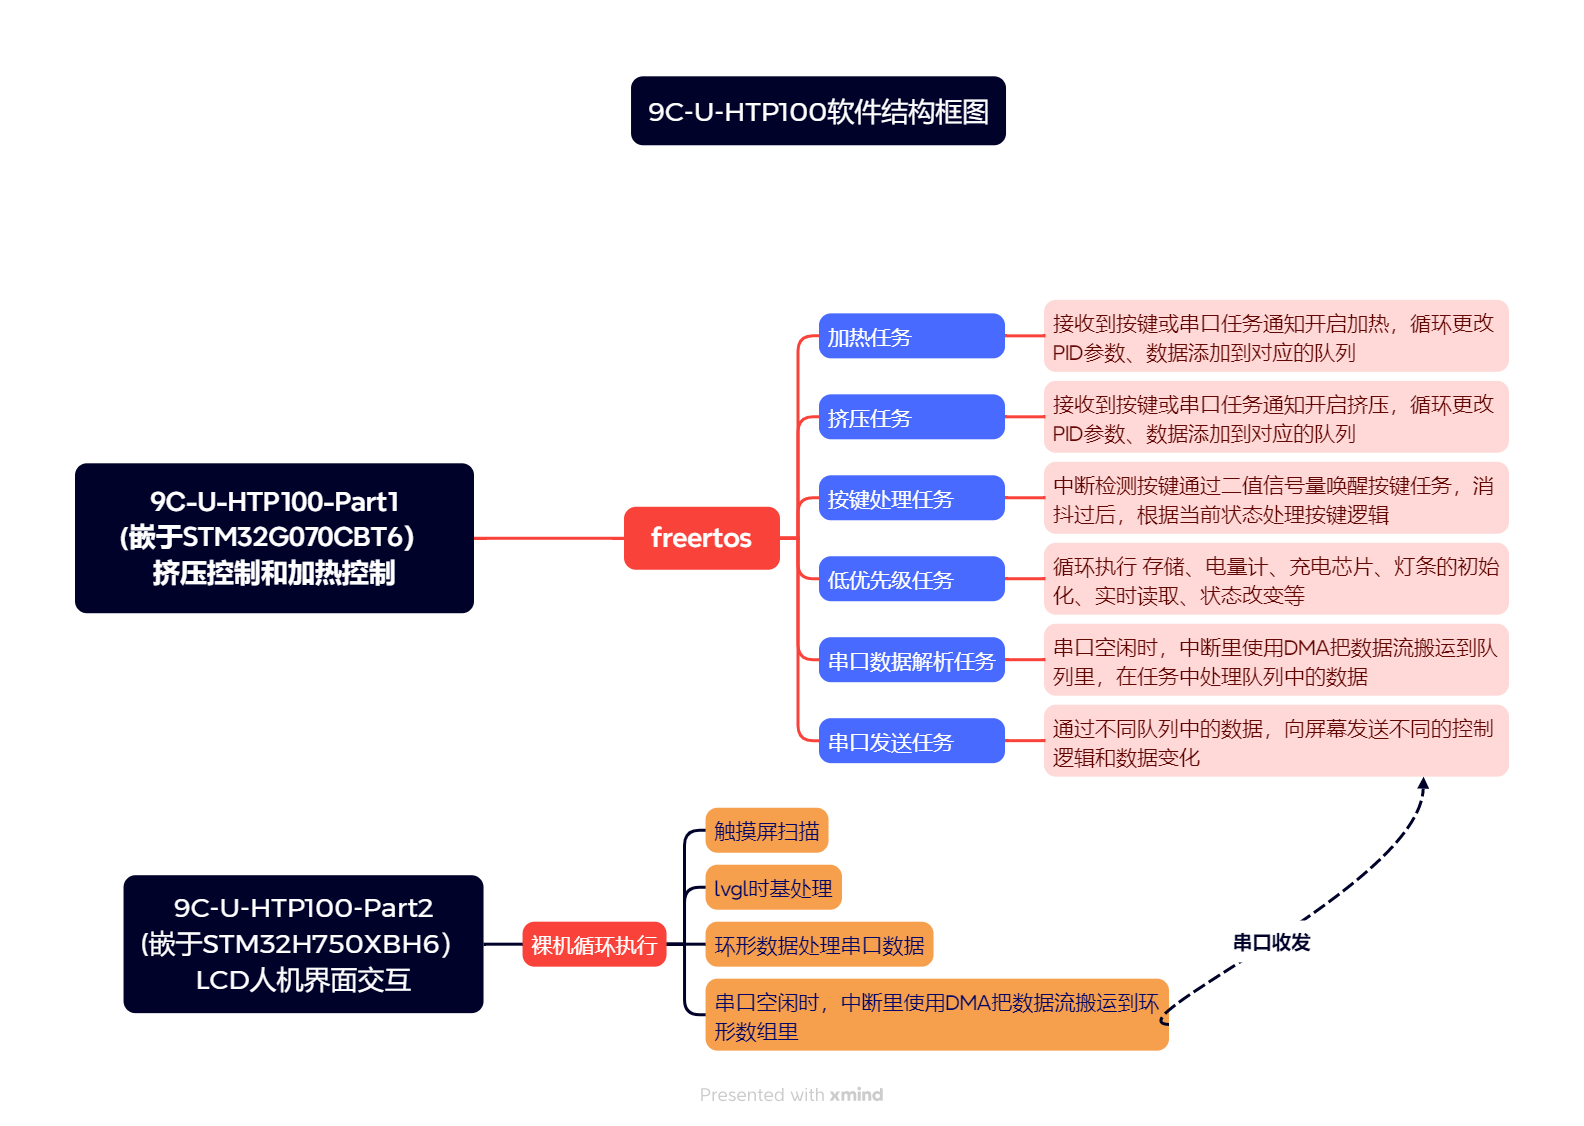 9C-U-HTP100软件结构框图
9C-U-HTP100-Part1
(嵌于STM32G070CBT6）
挤压控制和加热控制
freertos
加热任务
接收到按键或串口任务通知开启加热，循环更改
PID参数、数据添加到对应的队列
挤压任务
接收到按键或串口任务通知开启挤压，循环更改
PID参数、数据添加到对应的队列
按键处理任务
中断检测按键通过二值信号量唤醒按键任务，消
抖过后，根据当前状态处理按键逻辑
低优先级任务
循环执行 存储、电量计、充电芯片、灯条的初始
化、实时读取、状态改变等
串口数据解析任务
串口空闲时，中断里使用DMA把数据流搬运到队
列里，在任务中处理队列中的数据
串口发送任务
通过不同队列中的数据，向屏幕发送不同的控制
逻辑和数据变化
9C-U-HTP100-Part2
(嵌于STM32H750XBH6）
LCD人机界面交互
裸机循环执行
触摸屏扫描
lvgl时基处理
环形数据处理串口数据
串口空闲时，中断里使用DMA把数据流搬运到环
形数组里
串口收发
Presented with xmind